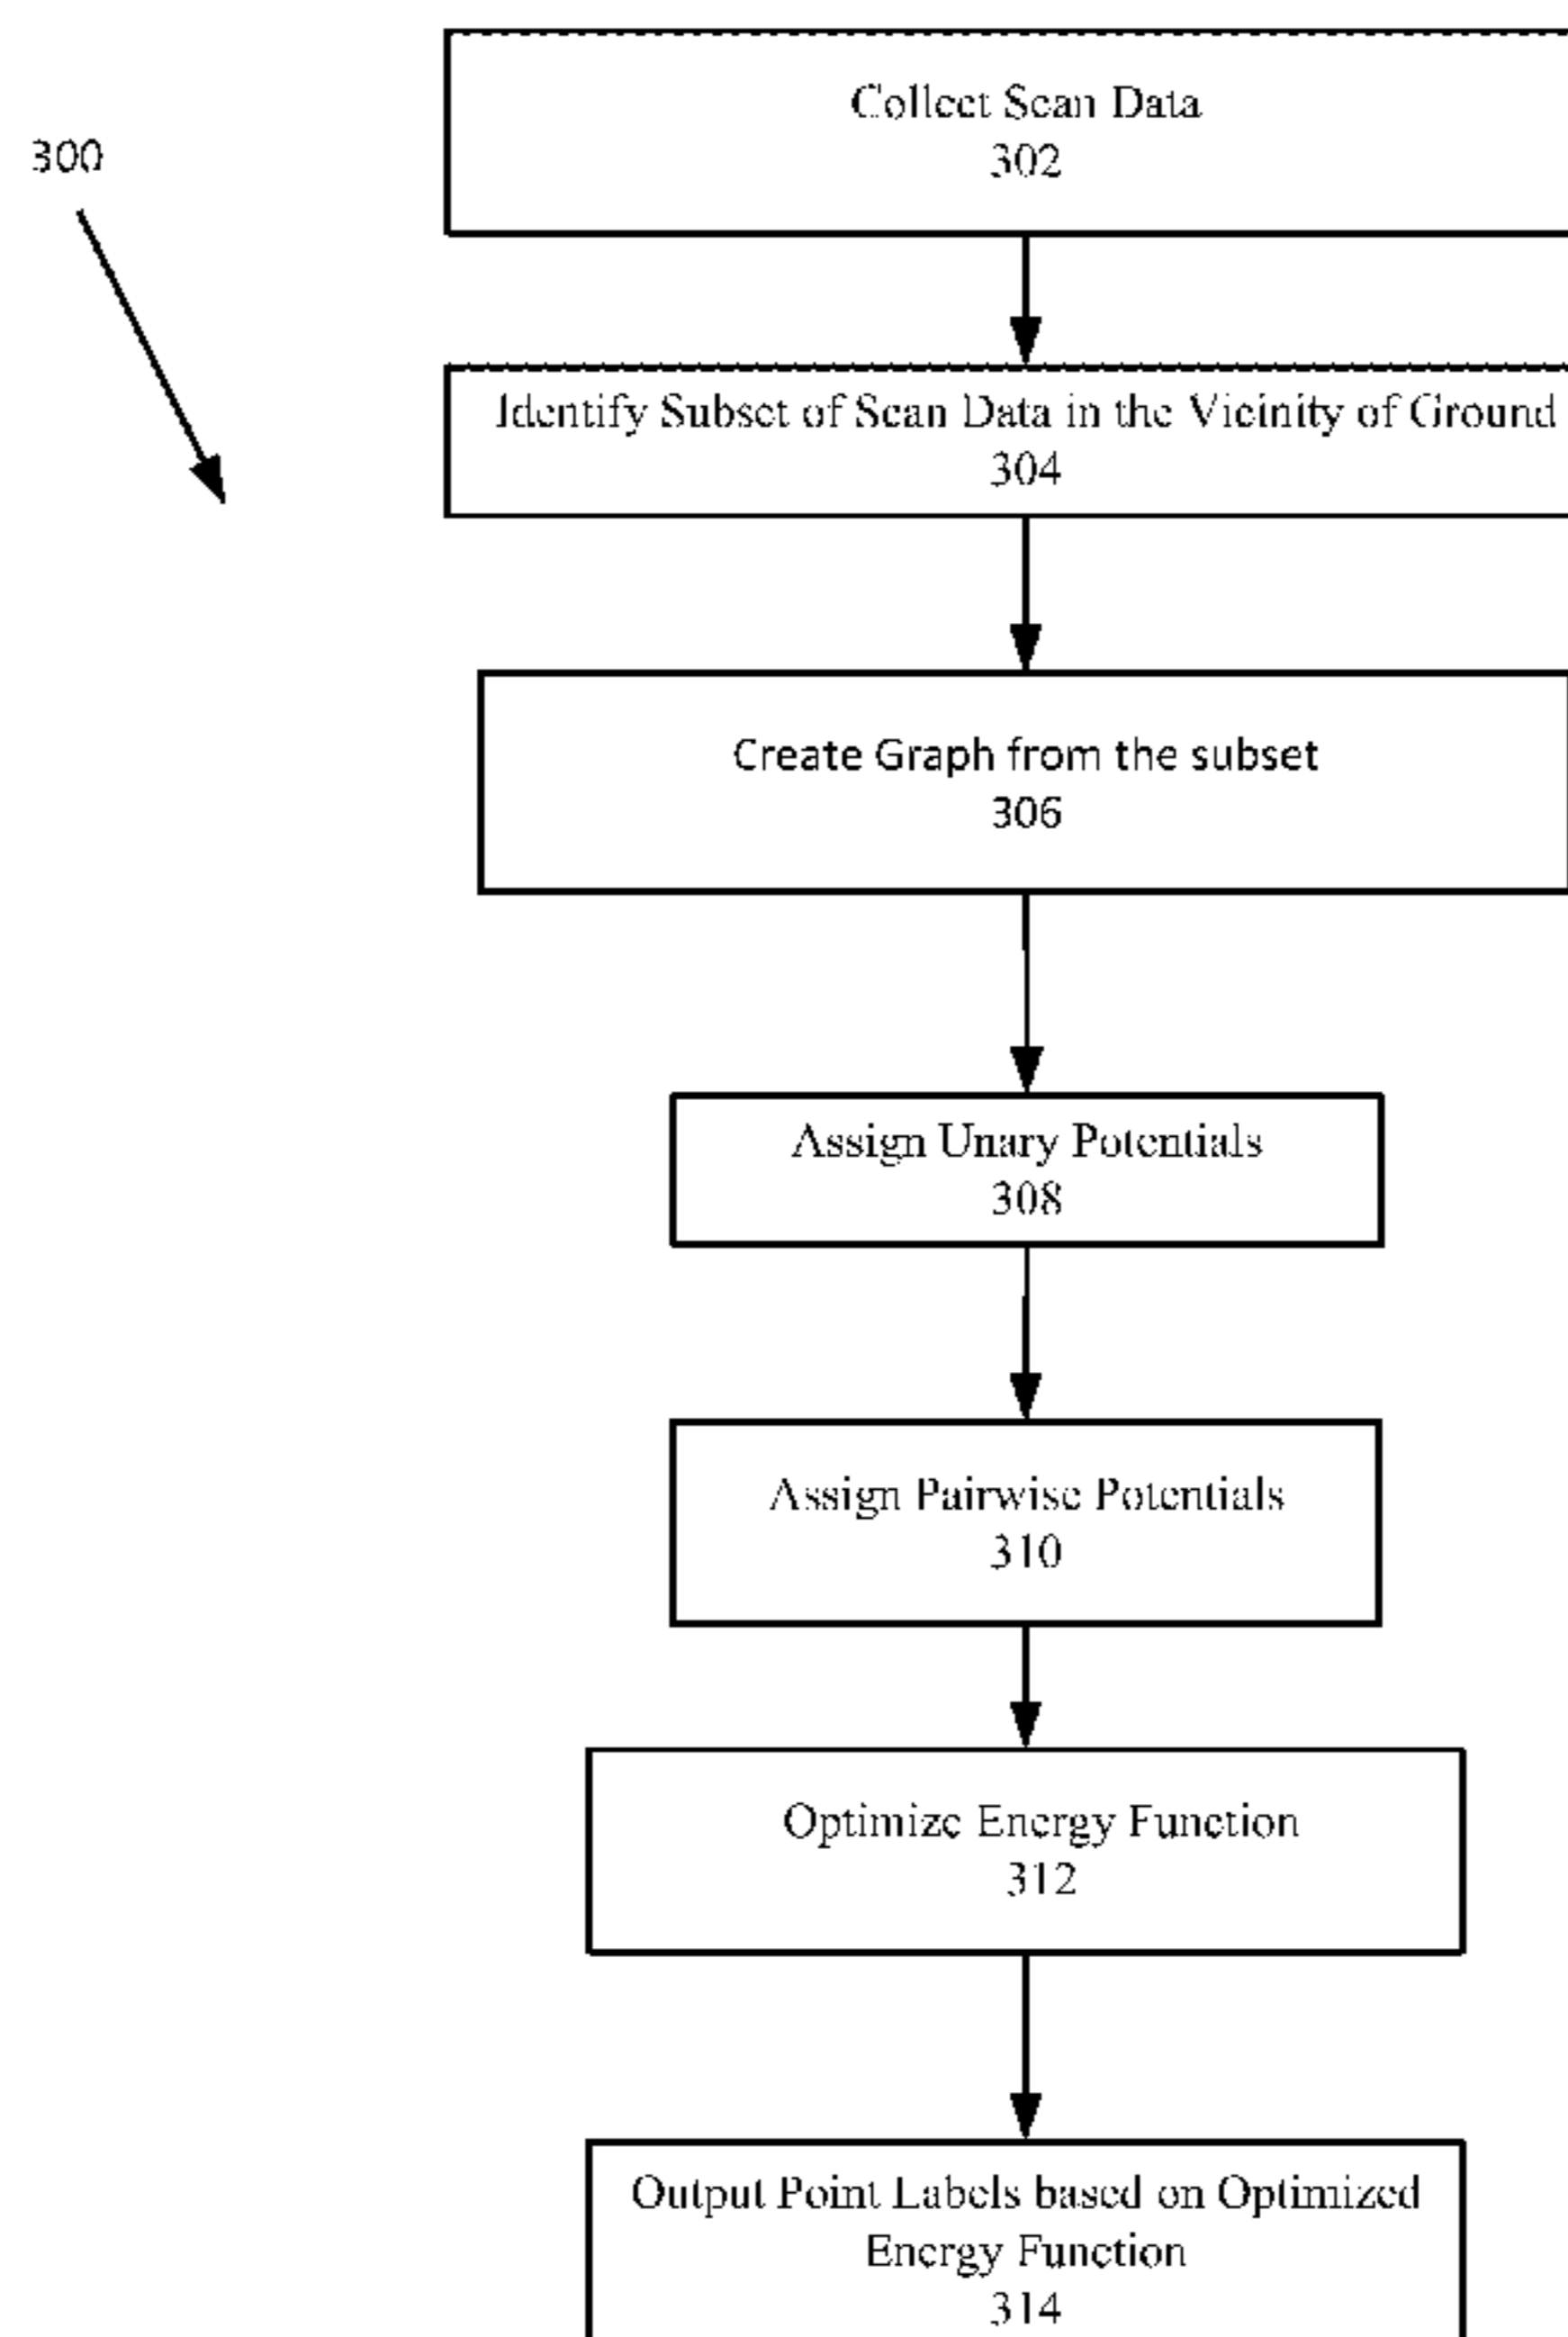 Collect Scan Data
302
300
Identify Subset of Scan Data in the Vicinity of Ground
304
Create Graph from the subset
306
Assign Unary Potentials
308
Assign Pairwise Potentials
310
Optimize Energy Function
312
Output Point Labels based on Optimized
Energy Function
314